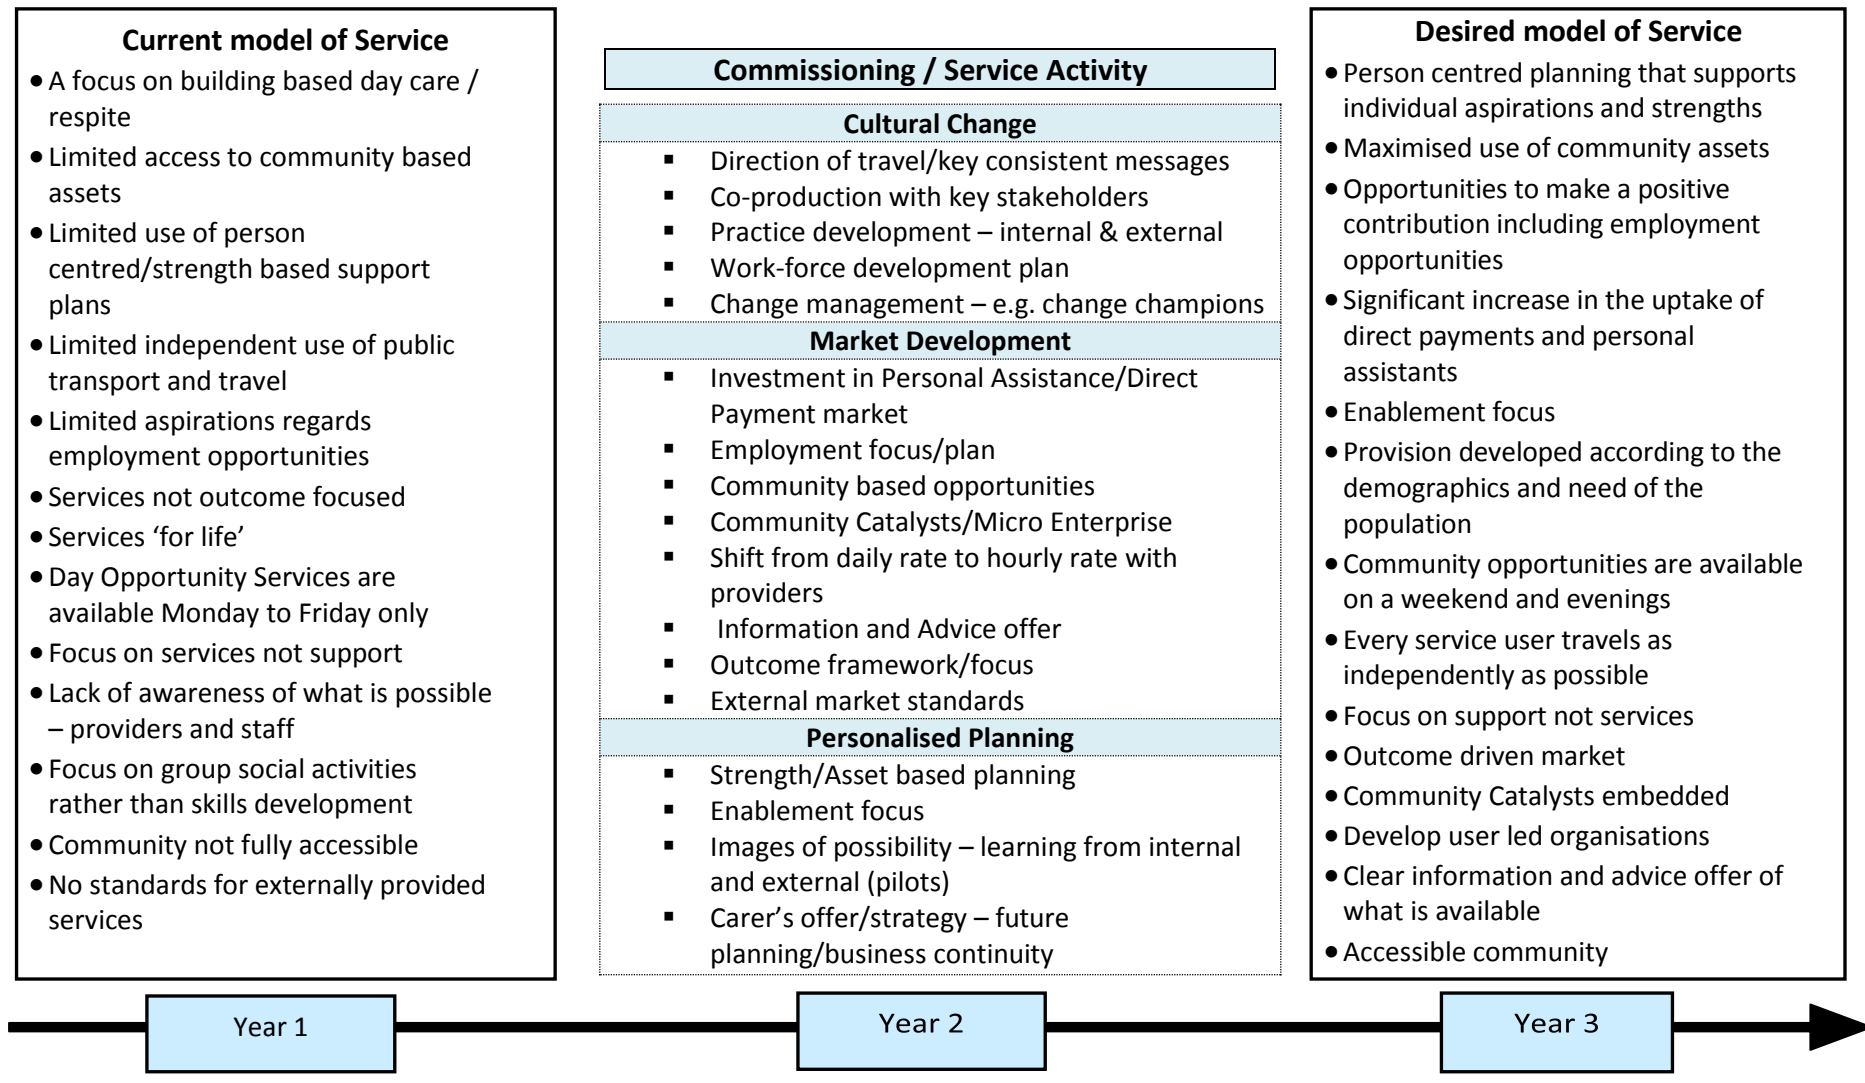 Current model of Service
• A focus on building based day care /
respite
• Limited access to community based
assets
• Limited use of person
centred/strength based support
plans
• Limited independent use of public
transport and travel
• Limited aspirations regards
employment opportunities
• Services not outcome focused
• Services ‘for life’
• Day Opportunity Services are
available Monday to Friday only
• Focus on services not support
• Lack of awareness of what is possible
– providers and staff
• Focus on group social activities
rather than skills development
• Community not fully accessible
• No standards for externally provided
services
Commissioning / Service Activity
Cultural Change
▪ Direction of travel/key consistent messages
▪ Co-production with key stakeholders
▪ Practice development – internal & external
▪ Work-force development plan
▪ Change management – e.g. change champions
Market Development
▪ Investment in Personal Assistance/Direct
Payment market
▪ Employment focus/plan
▪ Community based opportunities
▪ Community Catalysts/Micro Enterprise
▪ Shift from daily rate to hourly rate with
providers
▪ Information and Advice offer
▪ Outcome framework/focus
▪ External market standards
Personalised Planning
▪ Strength/Asset based planning
▪ Enablement focus
▪ Images of possibility – learning from internal
and external (pilots)
▪ Carer’s offer/strategy – future
planning/business continuity
Desired model of Service
• Person centred planning that supports
individual aspirations and strengths
• Maximised use of community assets
• Opportunities to make a positive
contribution including employment
opportunities
• Significant increase in the uptake of
direct payments and personal
assistants
• Enablement focus
• Provision developed according to the
demographics and need of the
population
• Community opportunities are available
on a weekend and evenings
• Every service user travels as
independently as possible
• Focus on support not services
• Outcome driven market
• Community Catalysts embedded
• Develop user led organisations
• Clear information and advice offer of
what is available
• Accessible community
Year 1
Year 2
Year 3